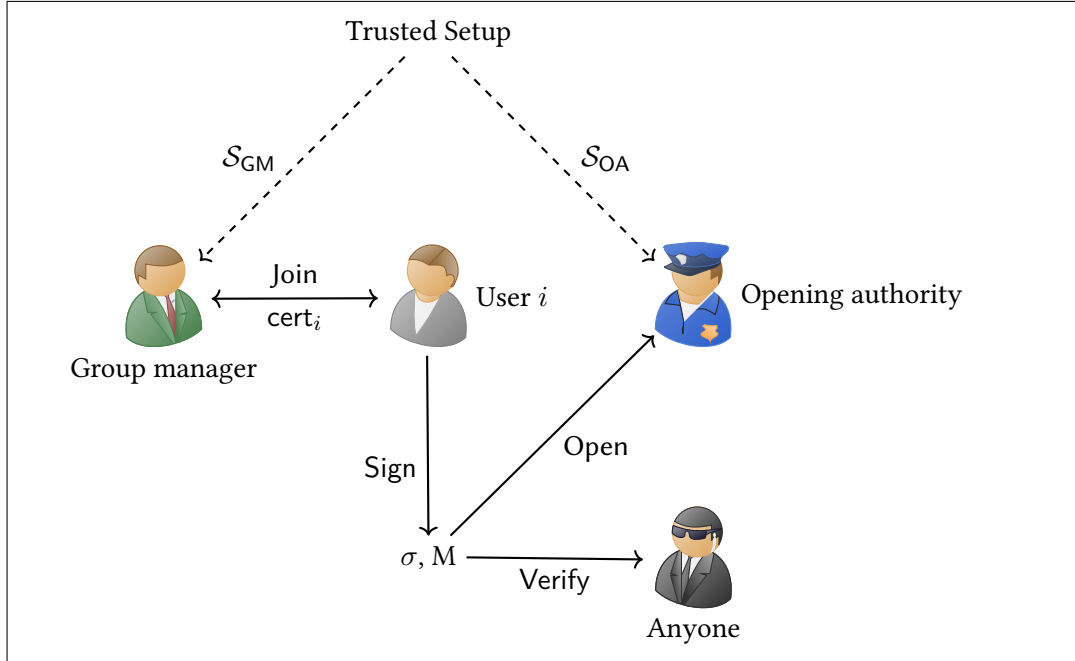 Trusted Setup
𝒮GM
𝒮OA
Join
certᵢ
User i
Opening authority
Group manager
Sign
Open
σ, M
Verify
Anyone